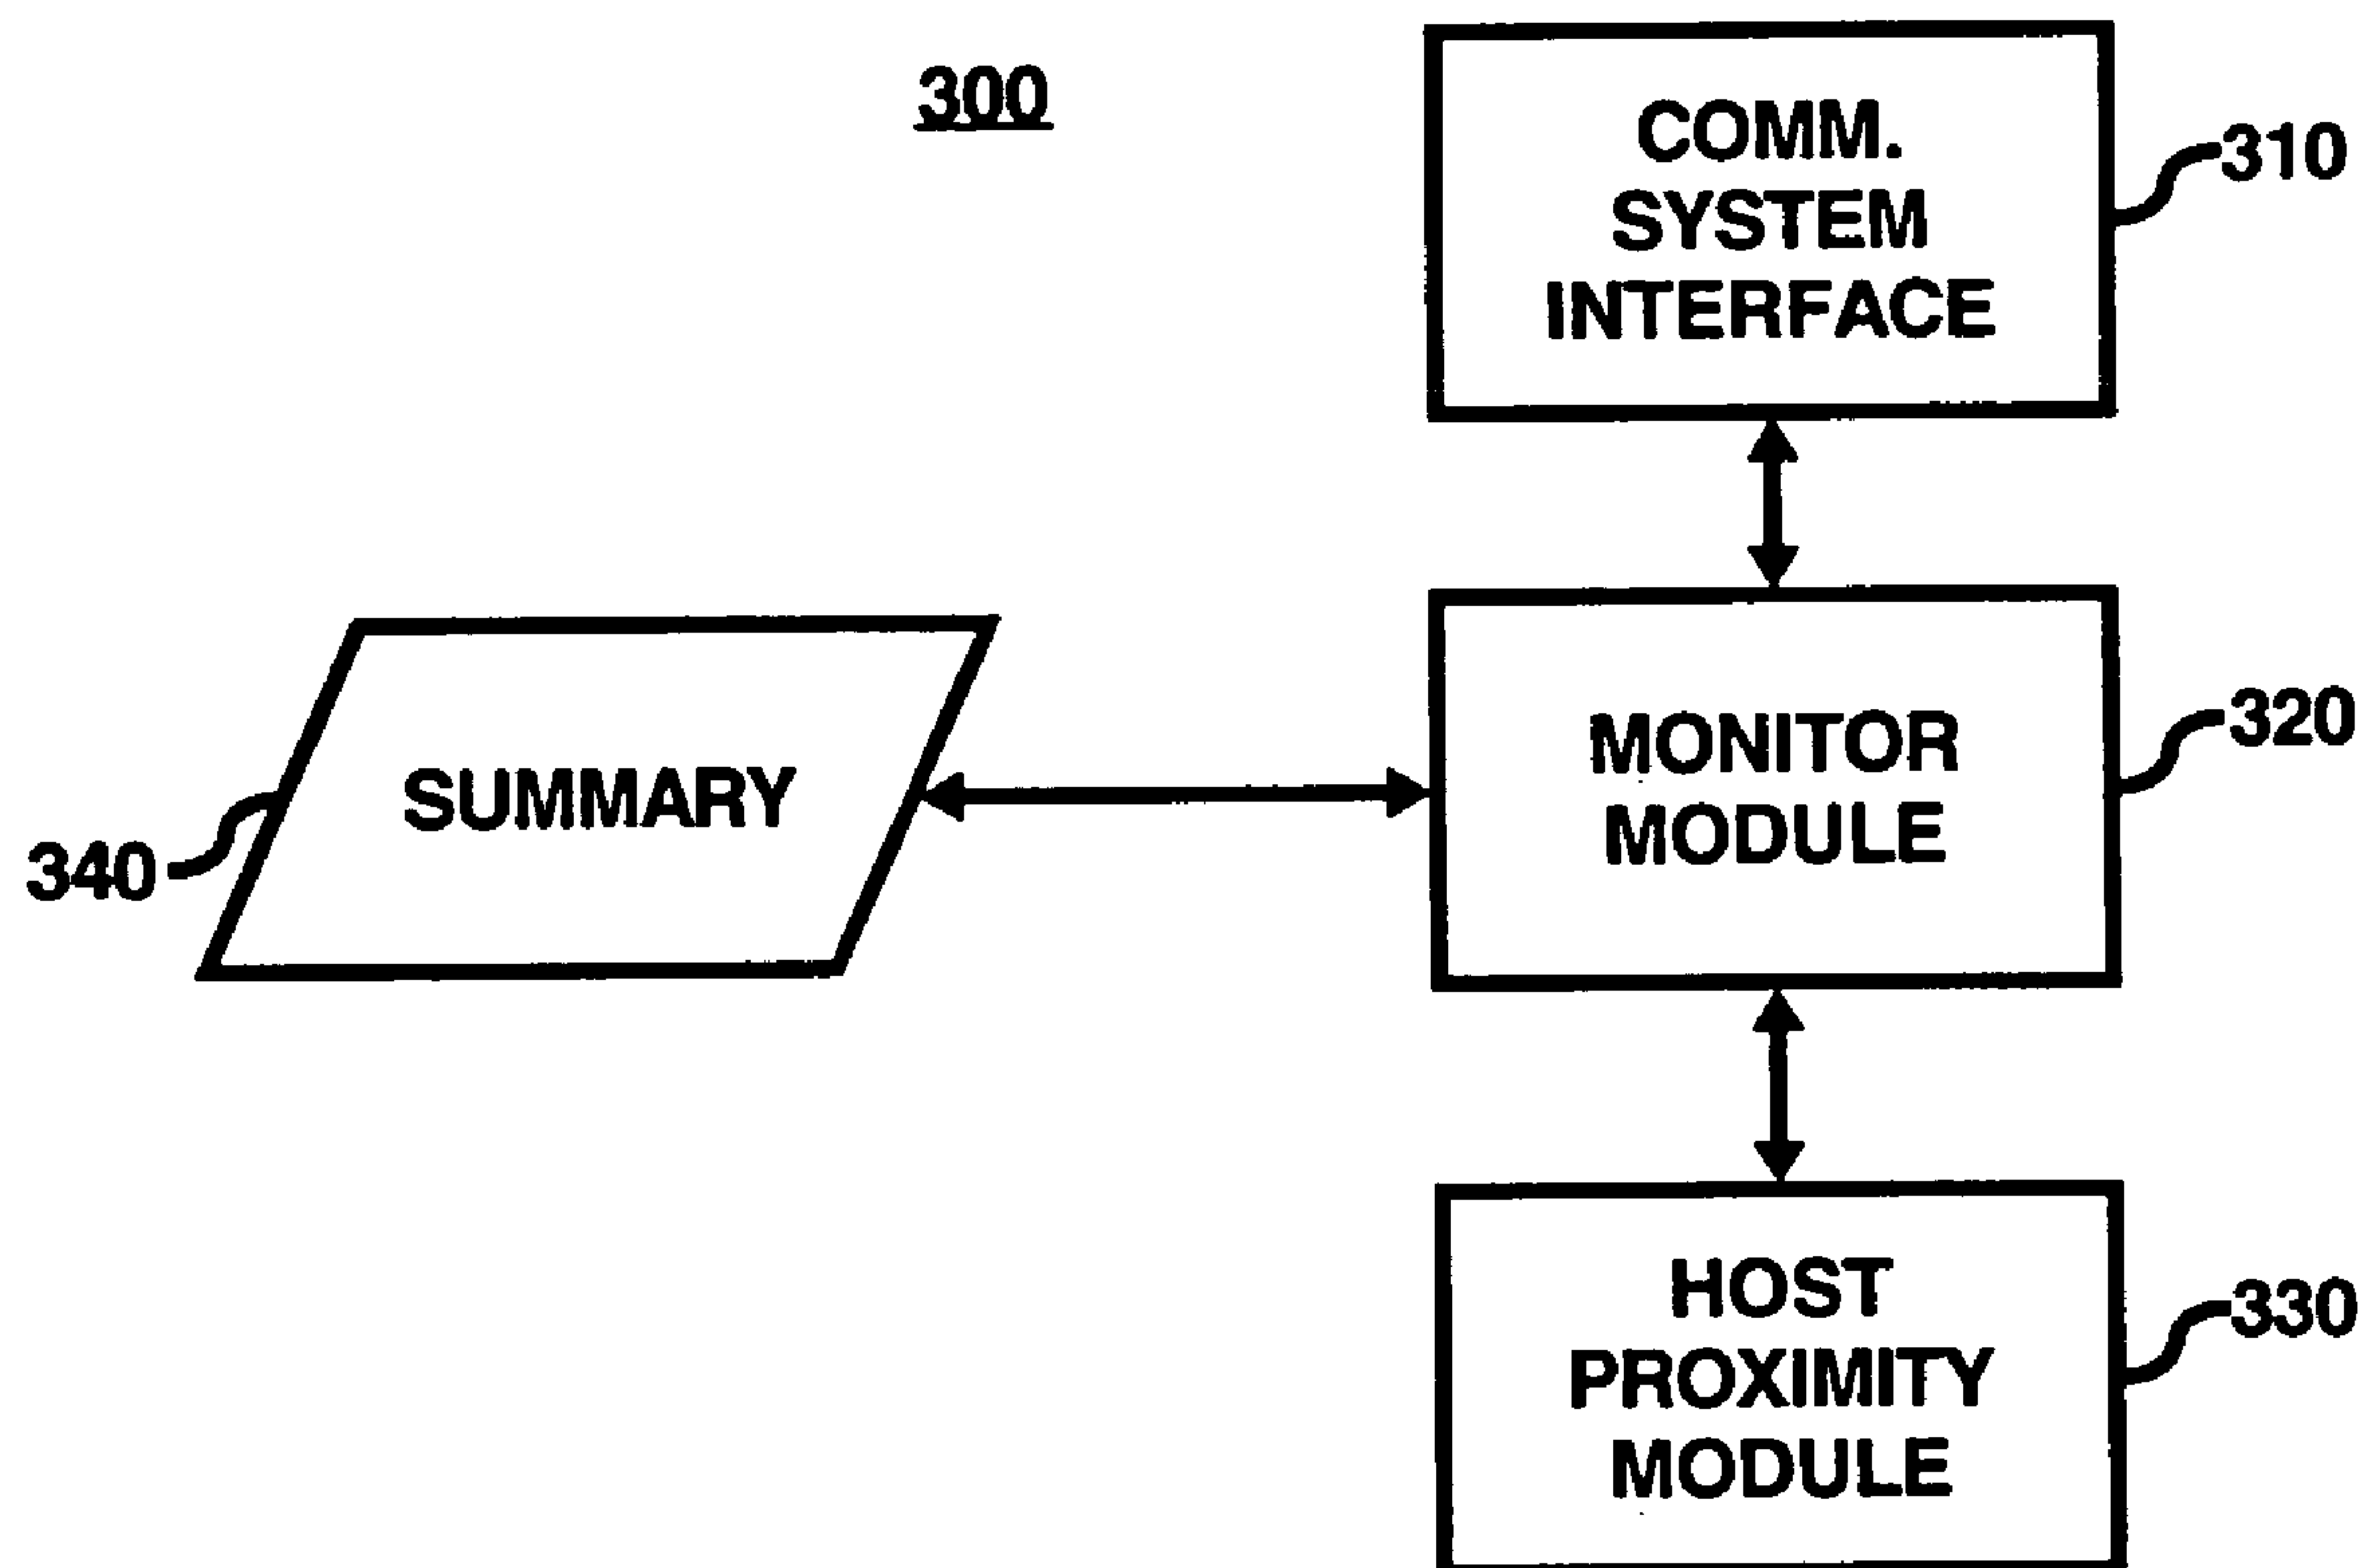 300
COMM.
SYSTEM
INTERFACE
310
MONITOR
MODULE
320
SUMMARY
340
HOST
PROXIMITY
MODULE
330